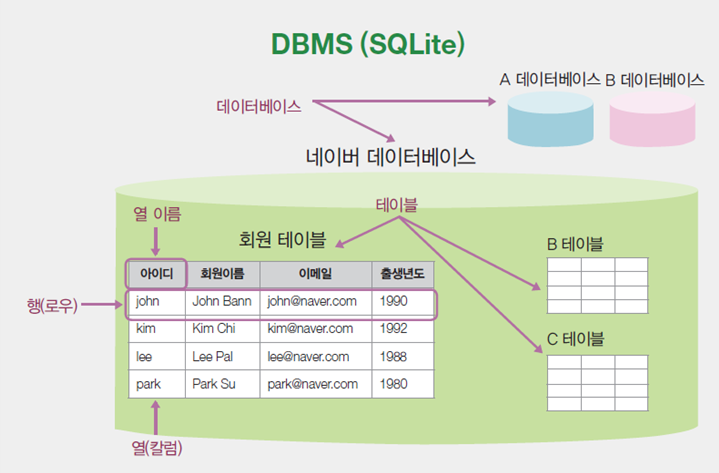 DBMS (SQLite)
A 데이터베이스 B 데이터베이스
데이터베이스
네이버 데이터베이스
열 이름
테이블
회원 테이블
B 테이블
아이디 회원이름 이메일 출생년도
행(로우)
john John Bann john@naver.com 1990
kim Kim Chi kim@naver.com 1992
C 테이블
lee Lee Pal lee@naver.com 1988
park Park Su park@naver.com 1980
열(칼럼)